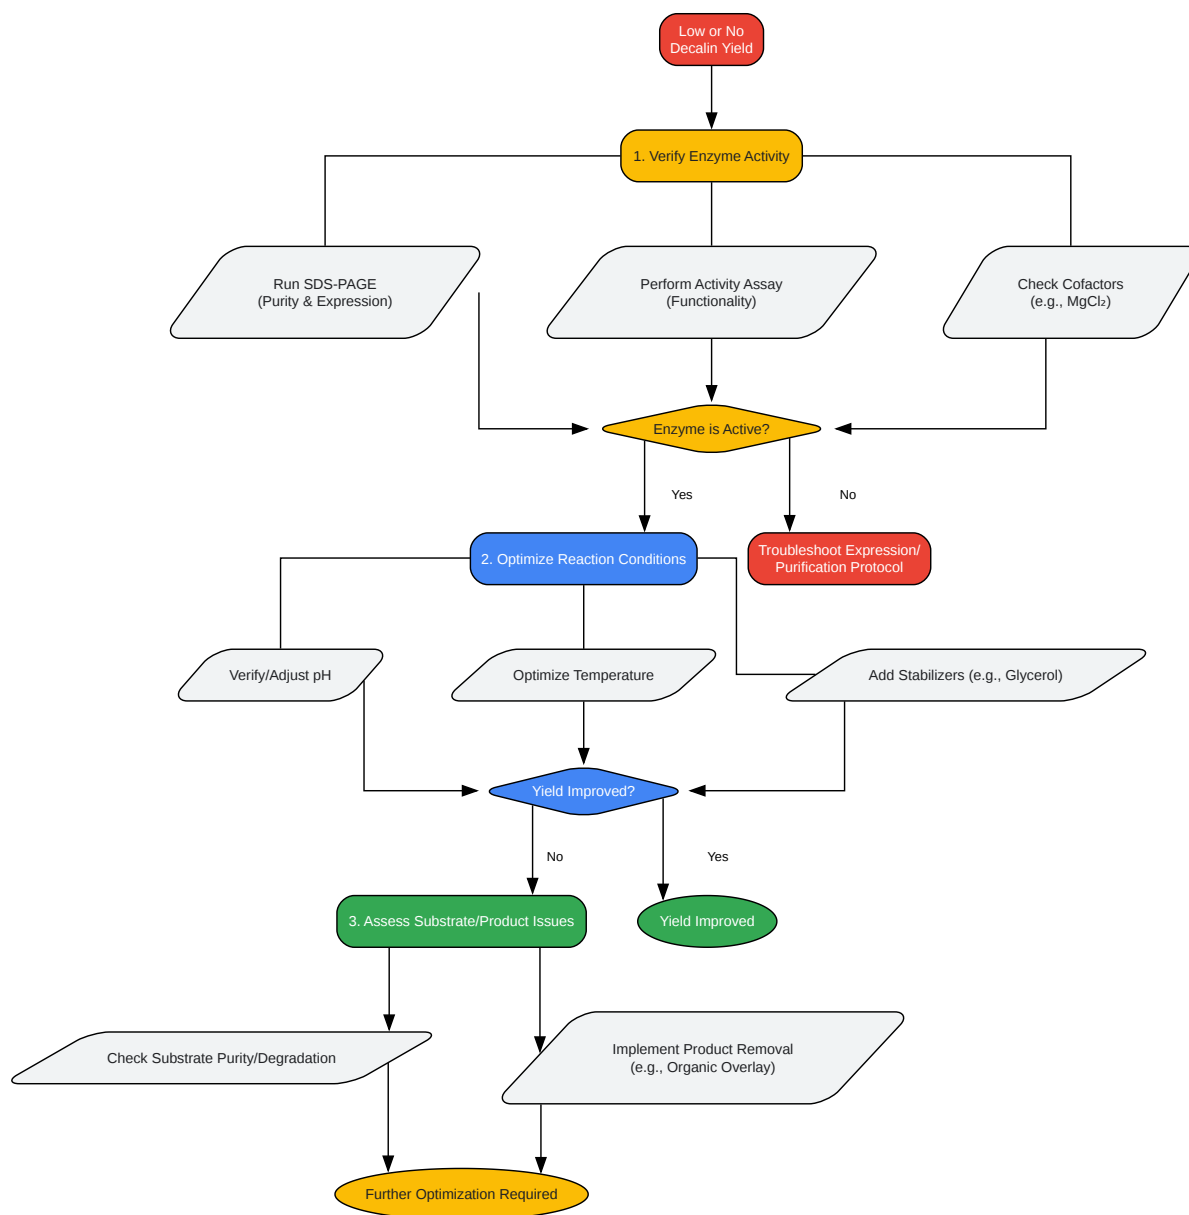 Low or No
Decalin Yield
1. Verify Enzyme Activity
Run SDS-PAGE
(Purity & Expression)
Perform Activity Assay
(Functionality)
Check Cofactors
(e.g., MgCl₂)
Enzyme is Active?
Yes
No
2. Optimize Reaction Conditions
Troubleshoot Expression/
Purification Protocol
Verify/Adjust pH
Optimize Temperature
Add Stabilizers (e.g., Glycerol)
Yield Improved?
No
Yes
3. Assess Substrate/Product Issues
Yield Improved
Check Substrate Purity/Degradation
Implement Product Removal
(e.g., Organic Overlay)
Further Optimization Required